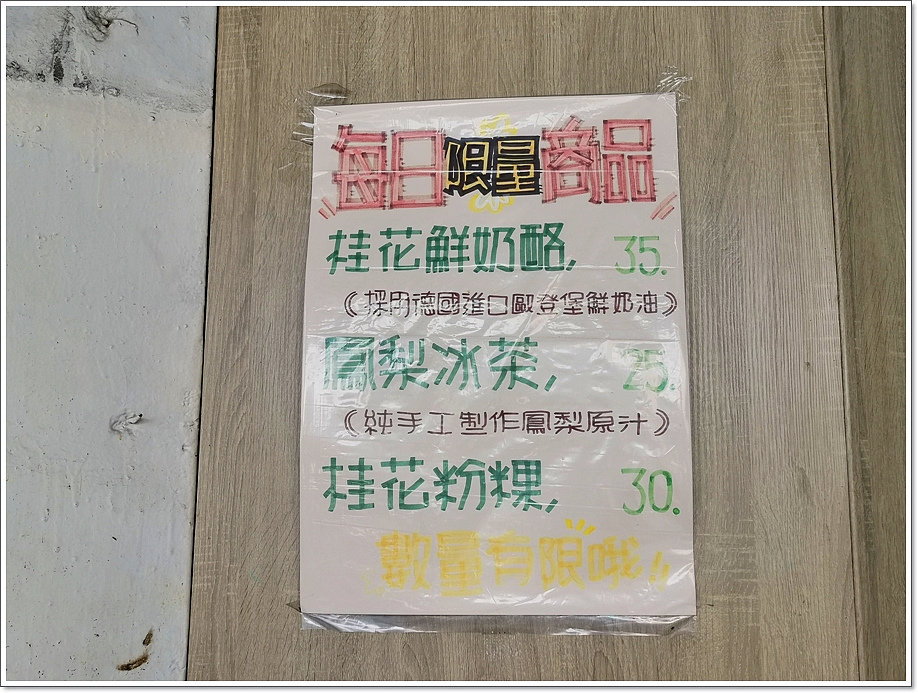 每日限量商品
桂花鮮奶酪, 35.
《採用德國進口歐登堡鮮奶油》
鳳梨冰茶, 25.
《純手工製作鳳梨原汁》
桂花粉粿, 30.
數量有限哦!!